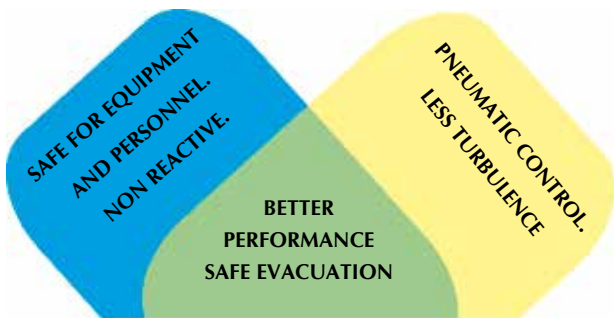 SAFE FOR EQUIPMENT
AND PERSONNEL.
NON REACTIVE.
PNEUMATIC CONTROL.
LESS TURBULENCE
BETTER
PERFORMANCE
SAFE EVACUATION